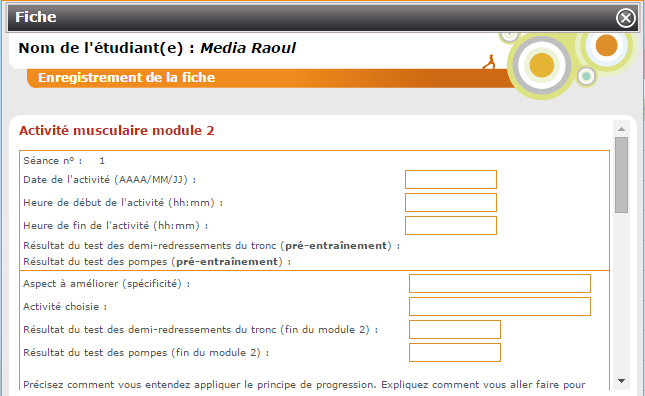 Fiche
Nom de l'étudiant(e) : Media Raoul
Enregistrement de la fiche
Activité musculaire module 2
Séance n° : 1
Date de l'activité (AAAA/MM/JJ) :
Heure de début de l'activité (hh:mm) :
Heure de fin de l'activité (hh:mm) :
Résultat du test des demi-redressements du tronc (pré-entraînement) :
Résultat du test des pompes (pré-entraînement) :
Aspect à améliorer (spécificité) :
Activité choisie :
Résultat du test des demi-redressements du tronc (fin du module 2) :
Résultat du test des pompes (fin du module 2) :
Précisez comment vous entendez appliquer le principe de progression. Expliquez comment vous aller faire pour